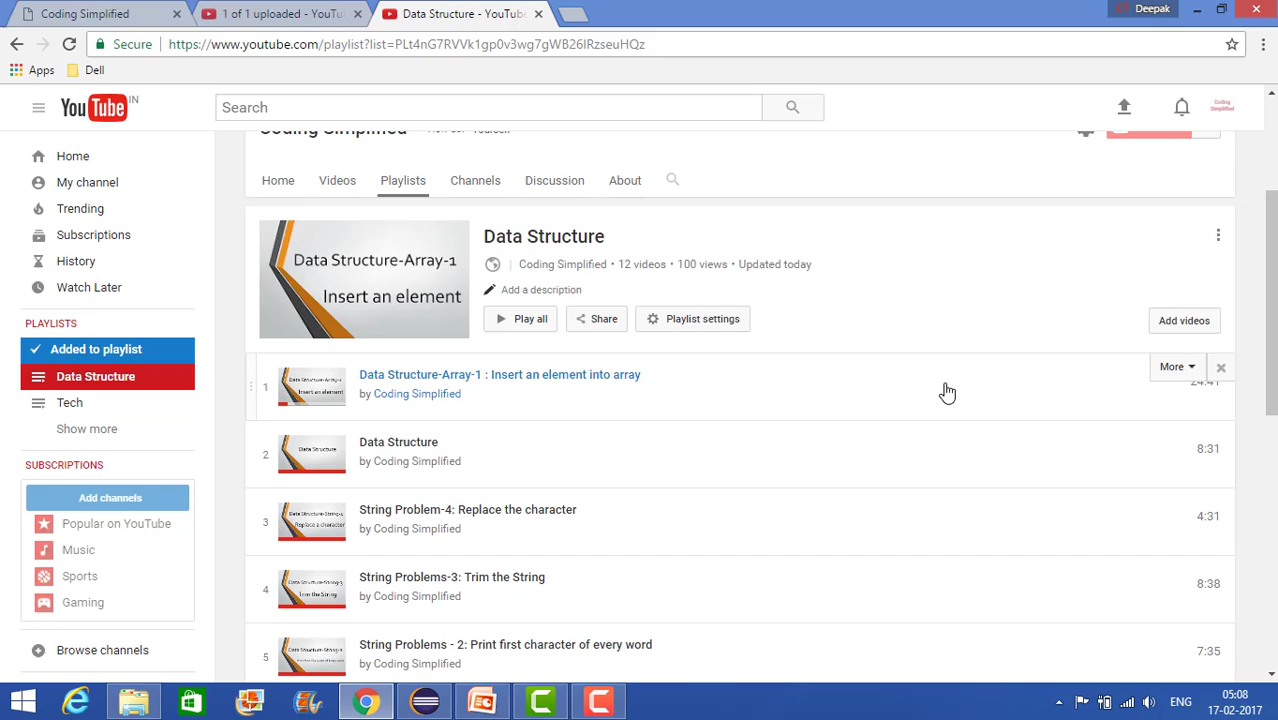 Coding Simplified
1 of 1 uploaded - YouTu
Data Structure - YouTube
Deepak
Secure
https://www.youtube.com/playlist?list=PLt4nG7RVVk1gp0v3wg7gWB26IRzseuHQz
Apps
Dell
YouTube IN
Search
Coding Simplified
Coding Simplified
Home
My channel
Trending
Subscriptions
History
Watch Later
PLAYLISTS
Added to playlist
Data Structure
Tech
Show more
SUBSCRIPTIONS
Add channels
Popular on YouTube
Music
Sports
Gaming
Browse channels
Home
Videos
Playlists
Channels
Discussion
About
Data Structure-Array-1
Insert an element
Data Structure
Coding Simplified • 12 videos • 100 views • Updated today
Add a description
Play all
Share
Playlist settings
Add videos
1
Data Structure-Array-1 : Insert an element into array
by Coding Simplified
More
2
Data Structure
Data Structure
by Coding Simplified
8:31
3
String Problem-4: Replace the character
by Coding Simplified
4:31
4
String Problems-3: Trim the String
by Coding Simplified
8:38
5
String Problems - 2: Print first character of every word
by Coding Simplified
7:35
ENG
05:08
17-02-2017